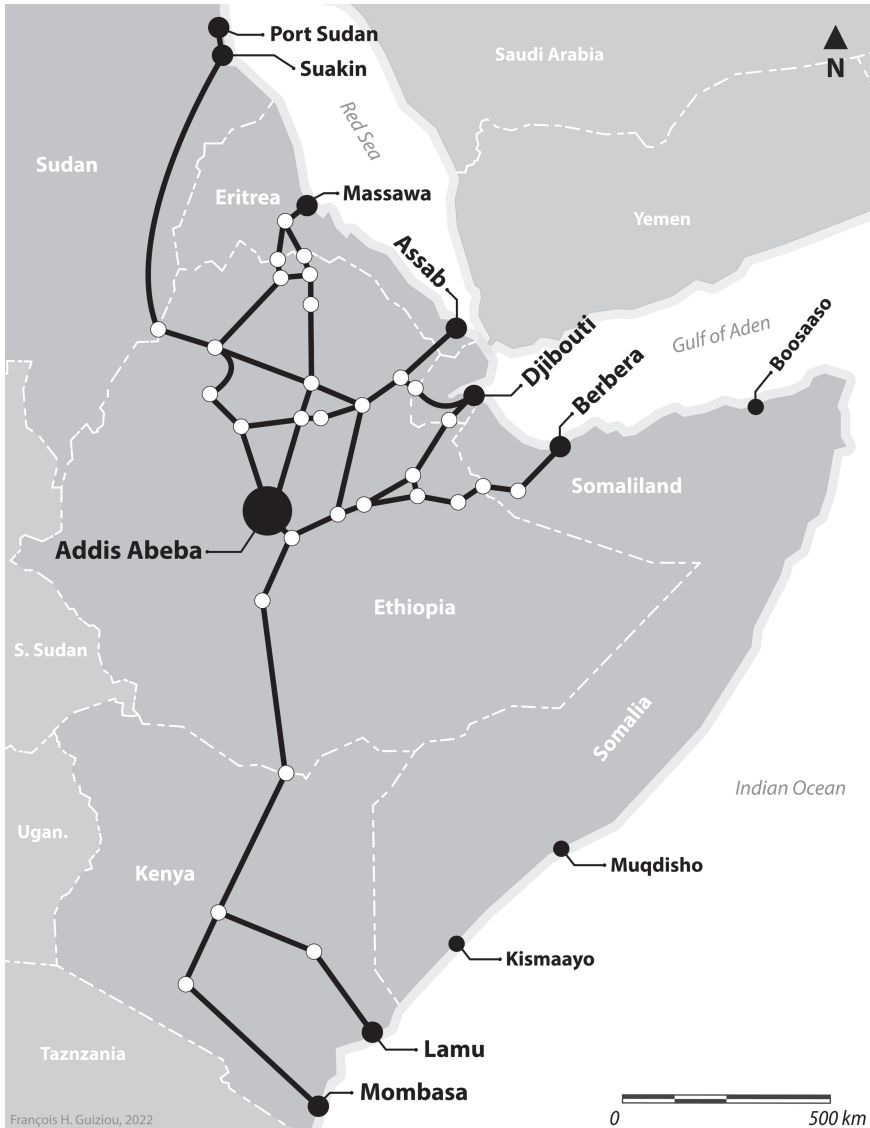 Port Sudan
Saudi Arabia
N
Suakin
Red Sea
Sudan
Eritrea
Massawa
Yemen
Assab
Djibouti
Gulf of Aden
Boosaaso
Berbera
Somaliland
Addis Abeba
Ethiopia
S. Sudan
Somalia
Indian Ocean
Ugan.
Kenya
Muqdisho
Kismaayo
Taznzania
Lamu
Mombasa
François H. Guiziou, 2022
0 500 km